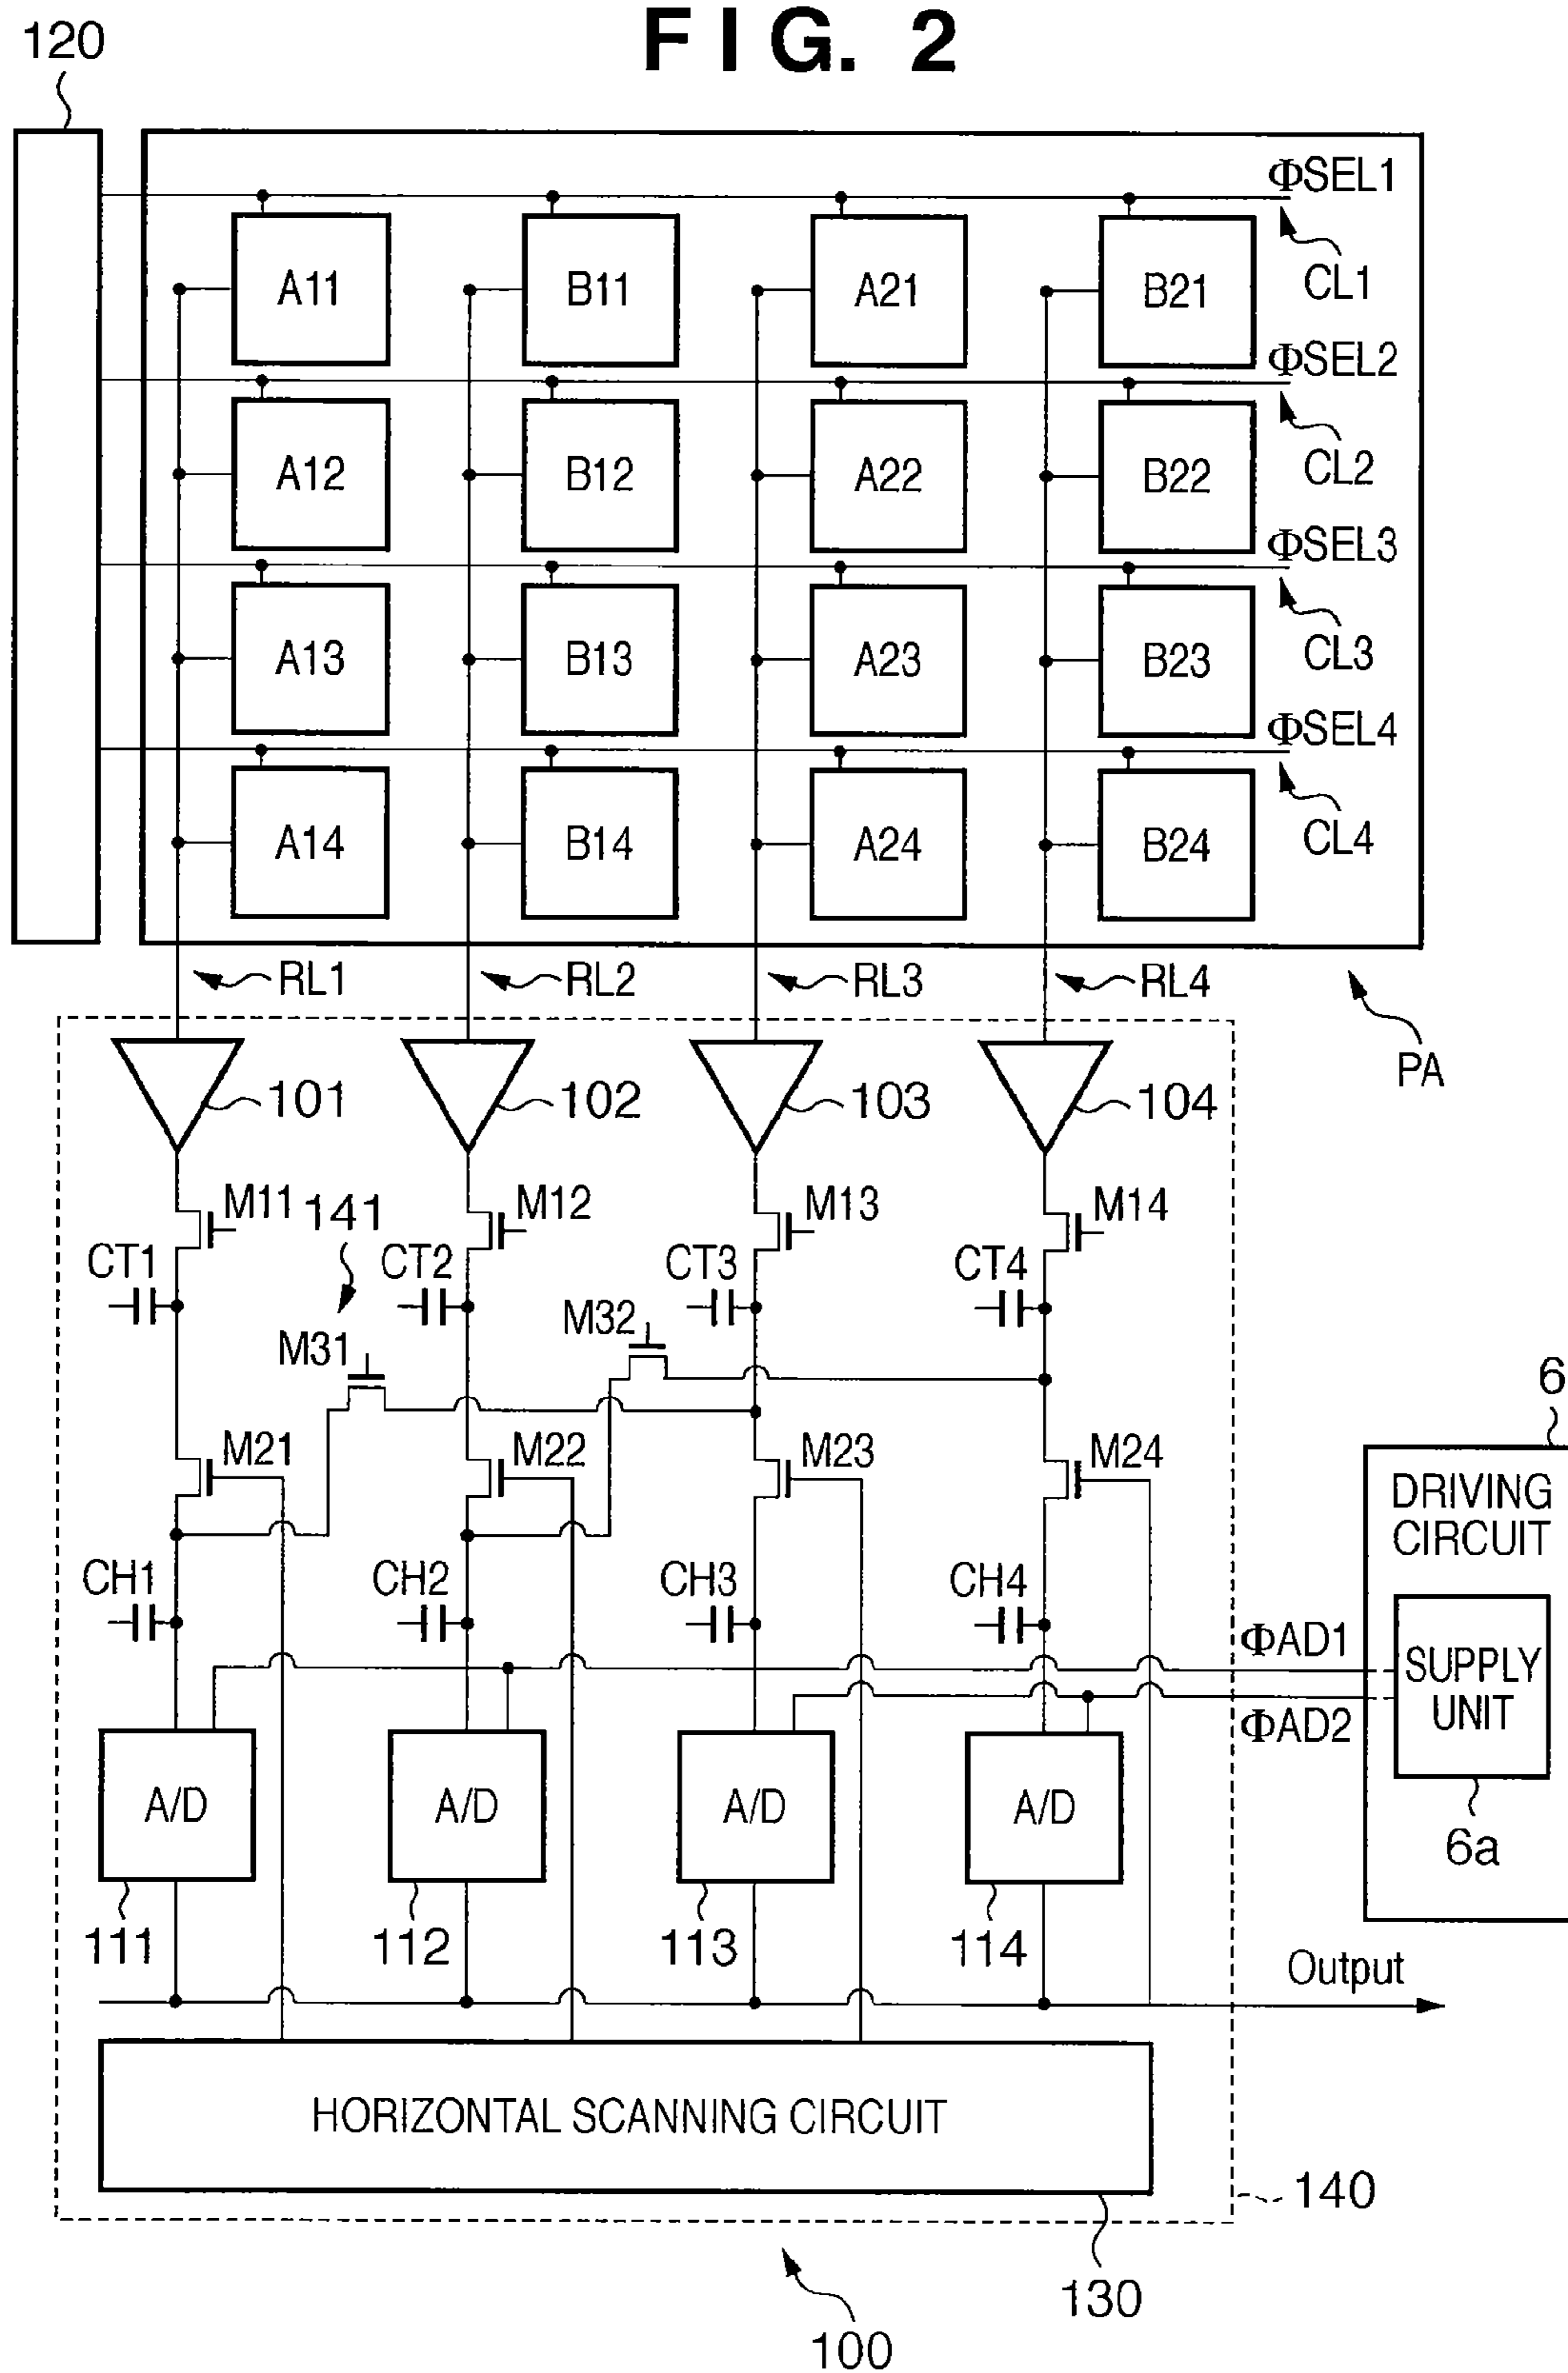 FIG. 2
120
ΦSEL1
A11 B11 A21 B21
CL1
ΦSEL2
A12 B12 A22 B22
CL2
ΦSEL3
A13 B13 A23 B23
CL3
ΦSEL4
A14 B14 A24 B24
CL4
RL1 RL2 RL3 RL4
PA
101 102 103 104
M11 141 M12 M13 M14
CT1 CT2 CT3 CT4
M31 M32
6
M21 M22 M23 M24
DRIVING
CIRCUIT
CH1 CH2 CH3 CH4
ΦAD1
SUPPLY
UNIT
ΦAD2
A/D A/D A/D A/D
6a
111 112 113 114
Output
HORIZONTAL SCANNING CIRCUIT
140
130
100